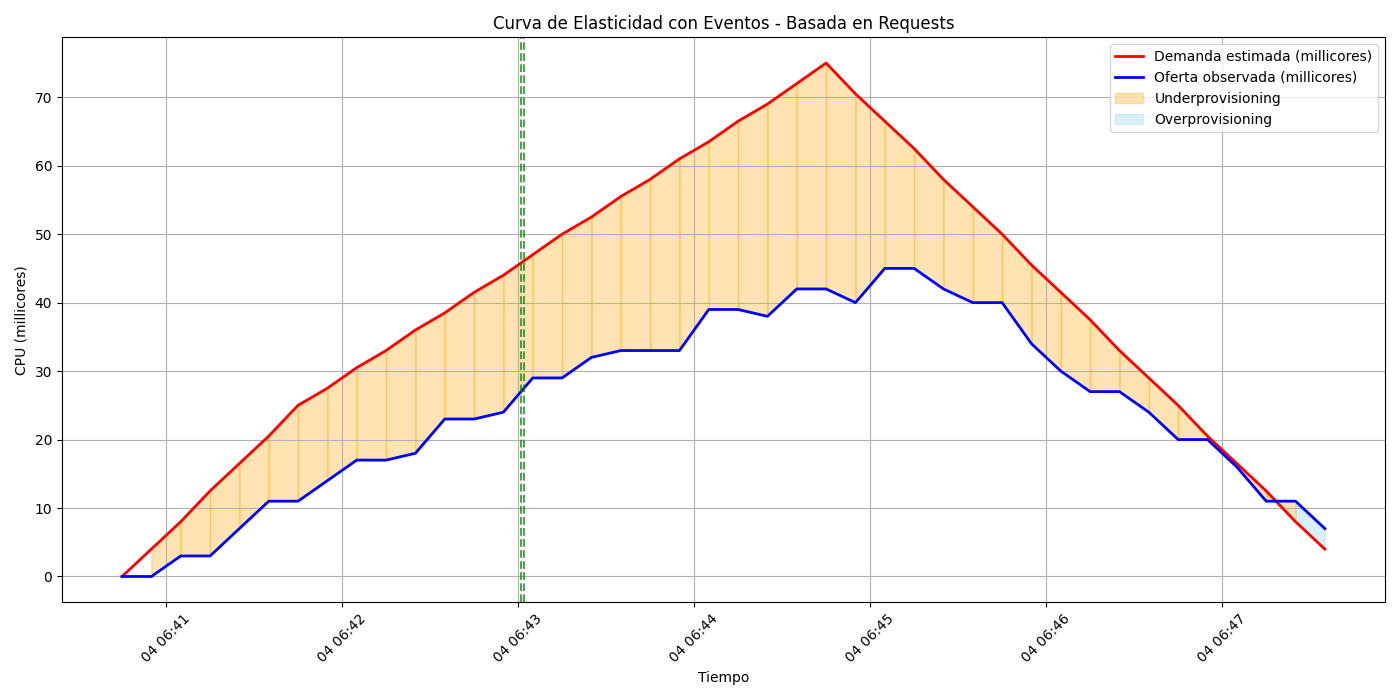 Curva de Elasticidad con Eventos - Basada en Requests
Demanda estimada (millicores)
Oferta observada (millicores)
Underprovisioning
Overprovisioning
CPU (millicores)
70
60
50
40
30
20
10
0
04 06:41
04 06:42
04 06:43
04 06:44
04 06:45
04 06:46
04 06:47
Tiempo